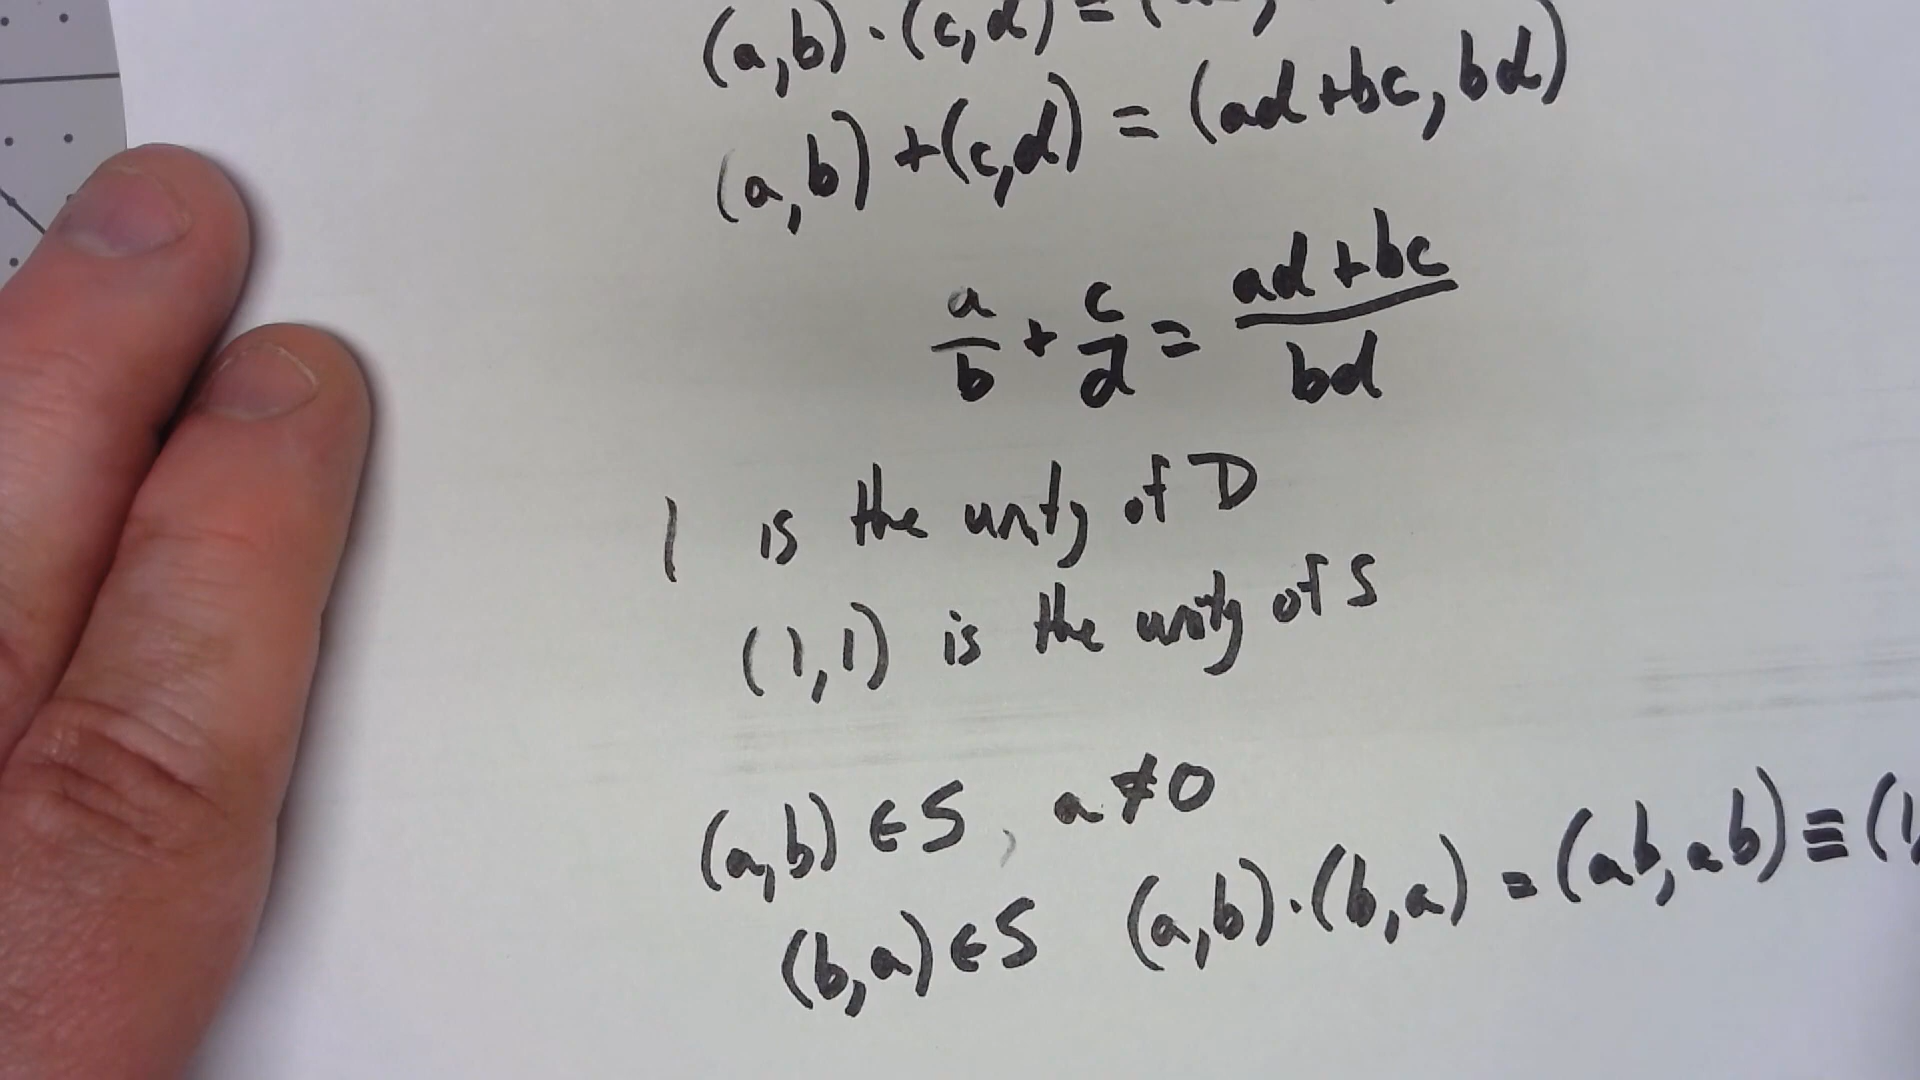 (a,b)·(c,d) = (
(a,b) + (c,d) = (ad+bc, bd)
a/b + c/d = ad+bc/bd
1 is the unity of D
(1,1) is the unity of S
(a,b) ∈ S, a ≠ 0
(b,a) ∈ S (a,b)·(b,a) = (ab,ab) ≡ (1,